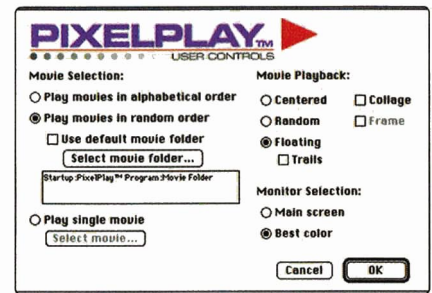 PIXELPLAY™
USER CONTROLS
Movie Selection:
Play movies in alphabetical order
Play movies in random order
Use default movie folder
Select movie folder...
Startup:PixelPlay™ Program:Movie Folder
Play single movie
Select movie...
Movie Playback:
Centered
Collage
Random
Frame
Floating
Trails
Monitor Selection:
Main screen
Best color
Cancel
OK